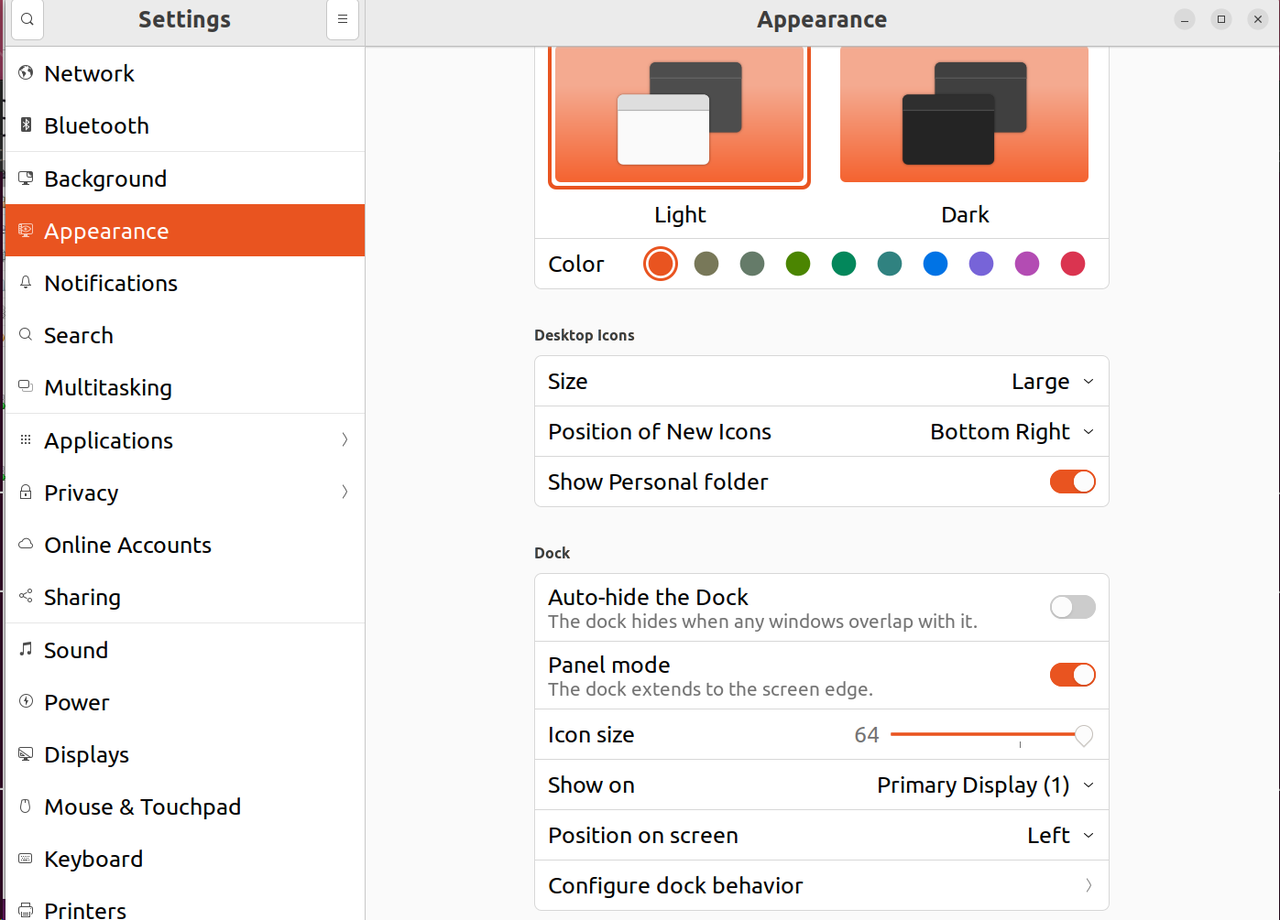 Settings
Appearance
Network
Bluetooth
Background
Appearance
Notifications
Search
Multitasking
Applications
Privacy
Online Accounts
Sharing
Sound
Power
Displays
Mouse & Touchpad
Keyboard
Printers
Light
Dark
Color
Desktop Icons
Size
Large
Position of New Icons
Bottom Right
Show Personal folder
Dock
Auto-hide the Dock
The dock hides when any windows overlap with it.
Panel mode
The dock extends to the screen edge.
Icon size
64
Show on
Primary Display (1)
Position on screen
Left
Configure dock behavior